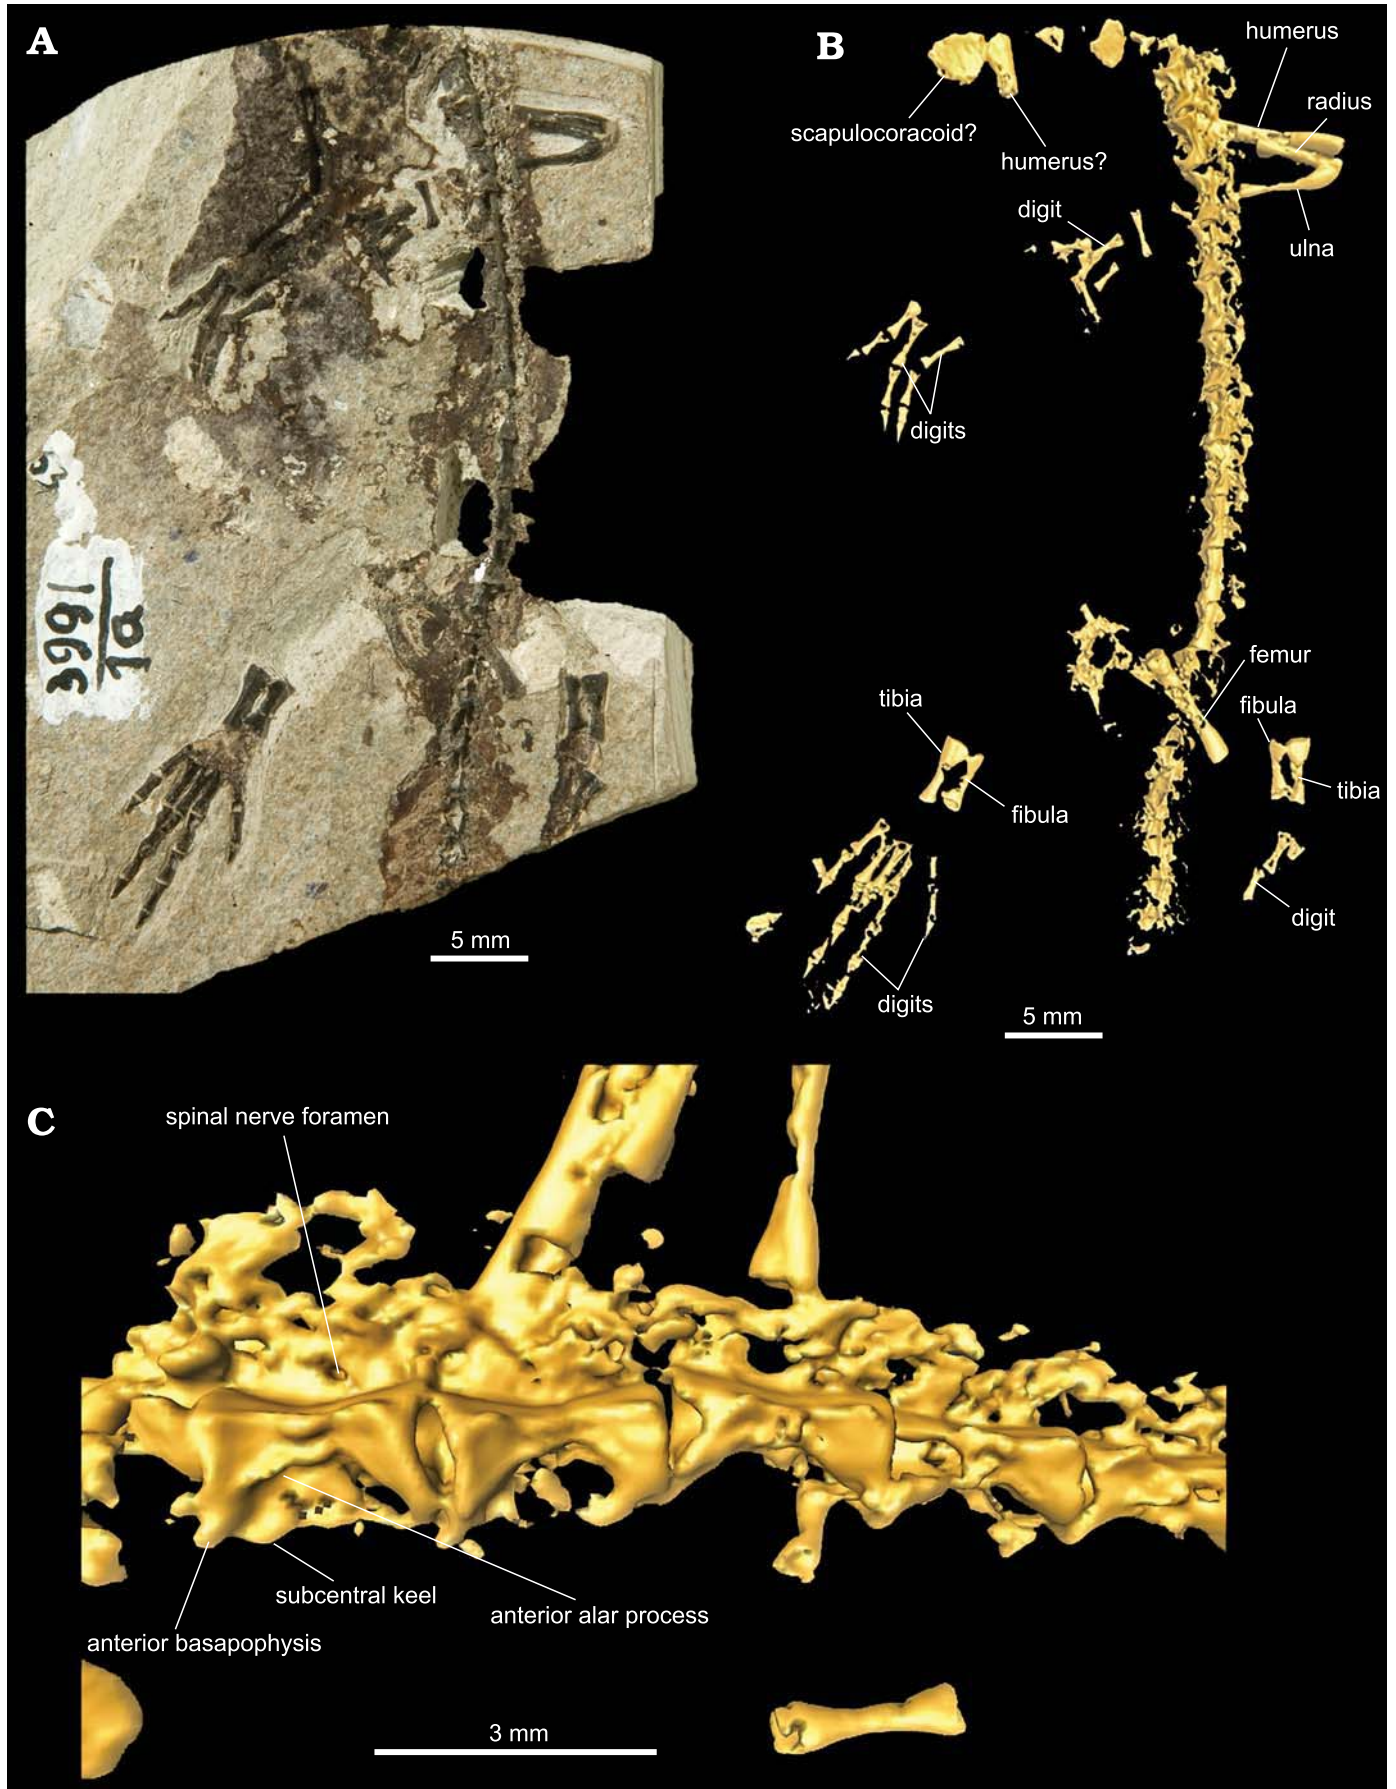 A
B
humerus
radius
scapulocoracoid?
humerus?
digit
ulna
digits
3991
1a
femur
tibia
fibula
tibia
fibula
digit
5 mm
digits
5 mm
C
spinal nerve foramen
subcentral keel
anterior alar process
anterior basapophysis
3 mm